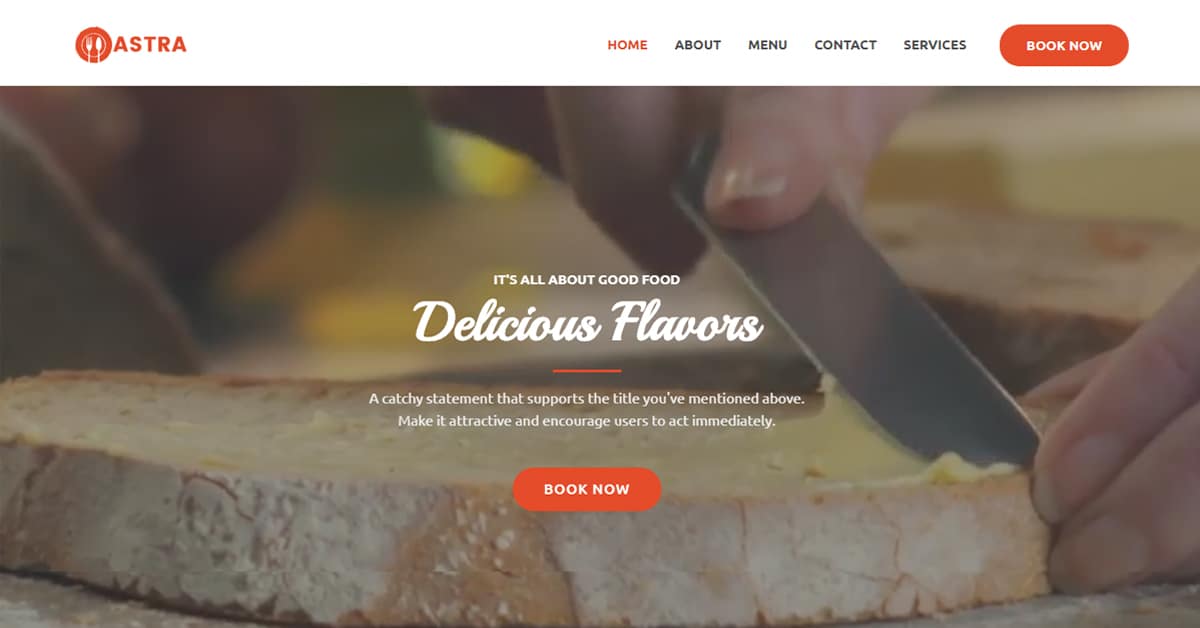 ASTRA
HOME ABOUT MENU CONTACT SERVICES BOOK NOW
IT'S ALL ABOUT GOOD FOOD
Delicious Flavors
A catchy statement that supports the title you've mentioned above.
Make it attractive and encourage users to act immediately.
BOOK NOW